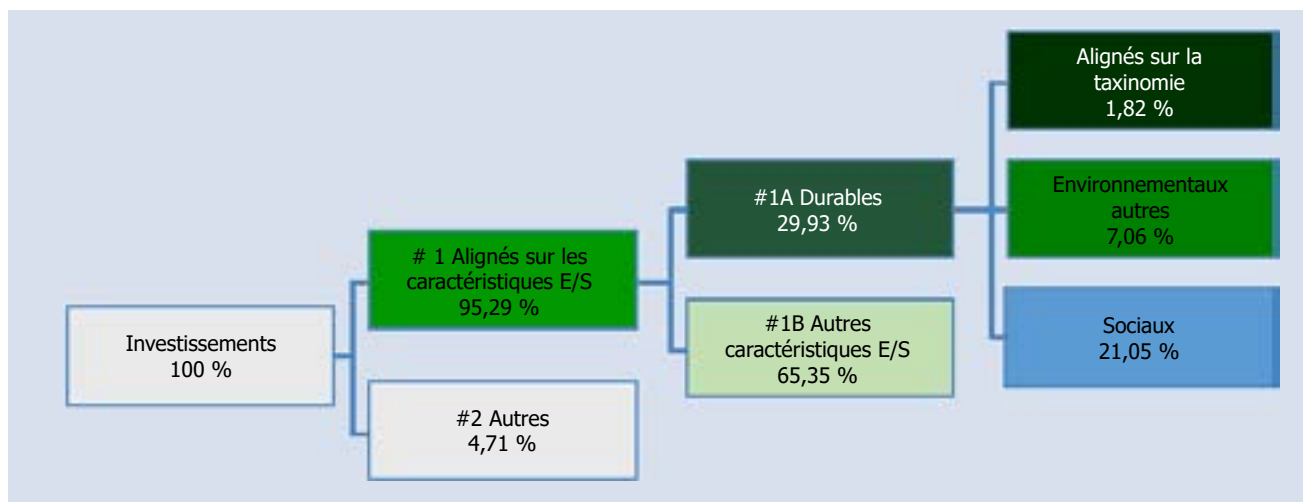 Investissements
100 %
# 1 Alignés sur les
caractéristiques E/S
95,29 %
#2 Autres
4,71 %
#1A Durables
29,93 %
#1B Autres
caractéristiques E/S
65,35 %
Alignés sur la
taxinomie
1,82 %
Environnementaux
autres
7,06 %
Sociaux
21,05 %